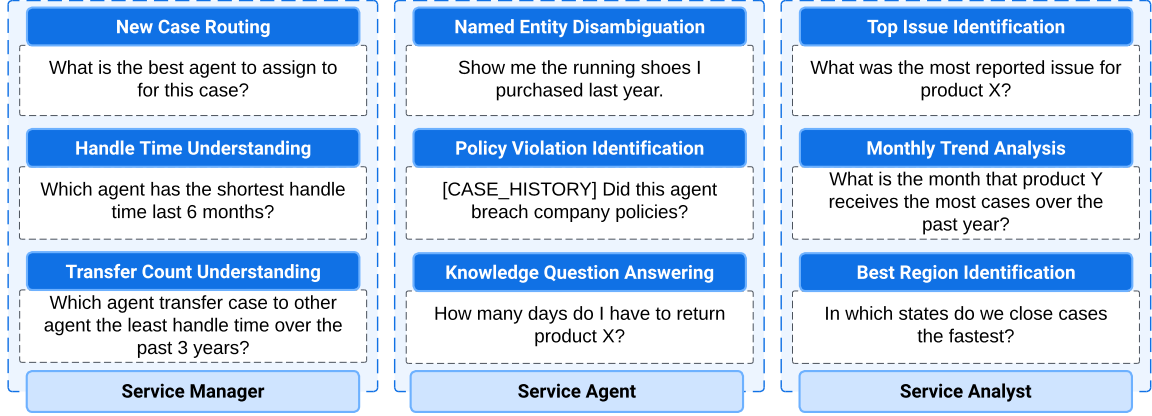 New Case Routing
What is the best agent to assign to
for this case?
Handle Time Understanding
Which agent has the shortest handle
time last 6 months?
Transfer Count Understanding
Which agent transfer case to other
agent the least handle time over the
past 3 years?
Service Manager
Named Entity Disambiguation
Show me the running shoes I
purchased last year.
Policy Violation Identification
[CASE_HISTORY] Did this agent
breach company policies?
Knowledge Question Answering
How many days do I have to return
product X?
Service Agent
Top Issue Identification
What was the most reported issue for
product X?
Monthly Trend Analysis
What is the month that product Y
receives the most cases over the
past year?
Best Region Identification
In which states do we close cases
the fastest?
Service Analyst